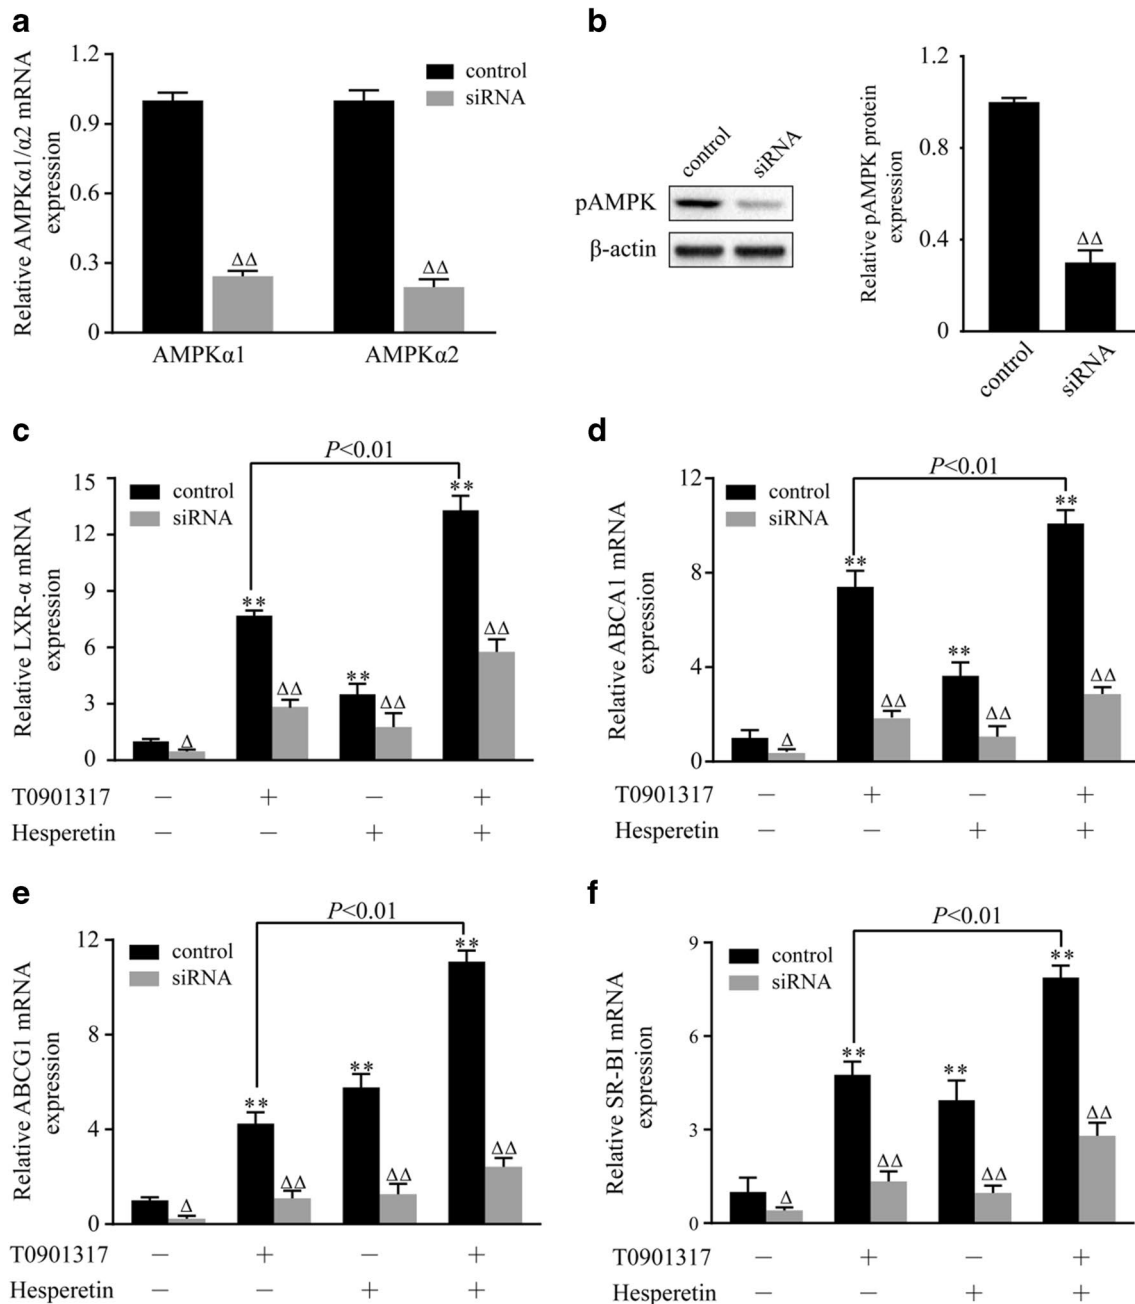 a
Relative AMPKα1/α2 mRNA
expression
1.2
0.9
0.6
0.3
0
control
siRNA
ΔΔ
ΔΔ
AMPKα1
AMPKα2
b
control
siRNA
pAMPK
β-actin
Relative pAMPK protein
expression
1.2
0.8
0.4
0
ΔΔ
control
siRNA
c
P<0.01
Relative LXR-α mRNA
expression
15
12
9
6
3
0
control
siRNA
Δ
**
ΔΔ
**
ΔΔ
**
ΔΔ
T0901317 − + − +
Hesperetin − − + +
d
P<0.01
Relative ABCA1 mRNA
expression
12
8
4
0
control
siRNA
Δ
**
ΔΔ
**
ΔΔ
**
ΔΔ
T0901317 − + − +
Hesperetin − − + +
e
P<0.01
Relative ABCG1 mRNA
expression
12
8
4
0
control
siRNA
Δ
**
ΔΔ
**
ΔΔ
**
ΔΔ
T0901317 − + − +
Hesperetin − − + +
f
P<0.01
Relative SR-BI mRNA
expression
9
6
3
0
control
siRNA
Δ
**
ΔΔ
**
ΔΔ
**
ΔΔ
T0901317 − + − +
Hesperetin − − + +